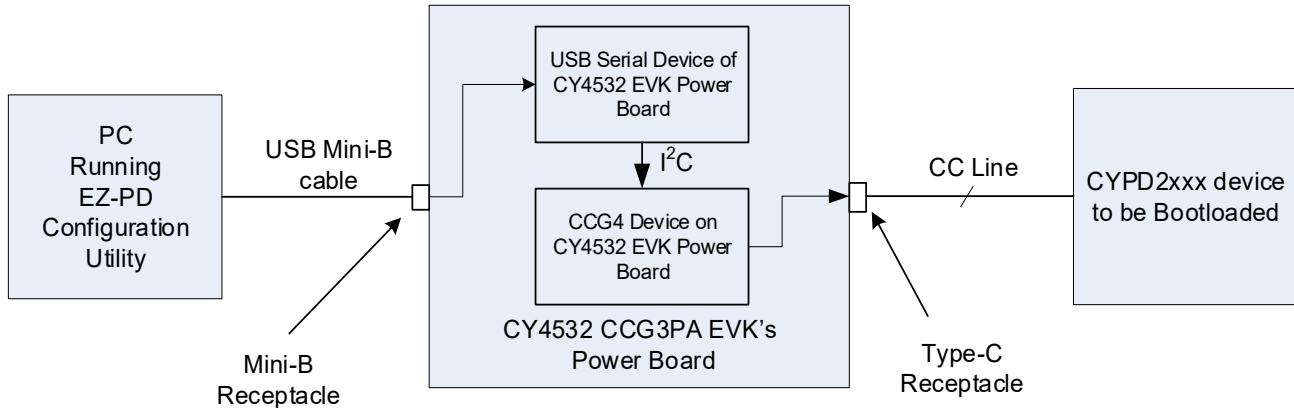 PC
Running
EZ-PD
Configuration
Utility
USB Mini-B
cable
Mini-B
Receptacle
USB Serial Device of
CY4532 EVK Power
Board
I²C
CCG4 Device on
CY4532 EVK Power
Board
CY4532 CCG3PA EVK's
Power Board
CC Line
Type-C
Receptacle
CYPD2xxx device
to be Bootloaded